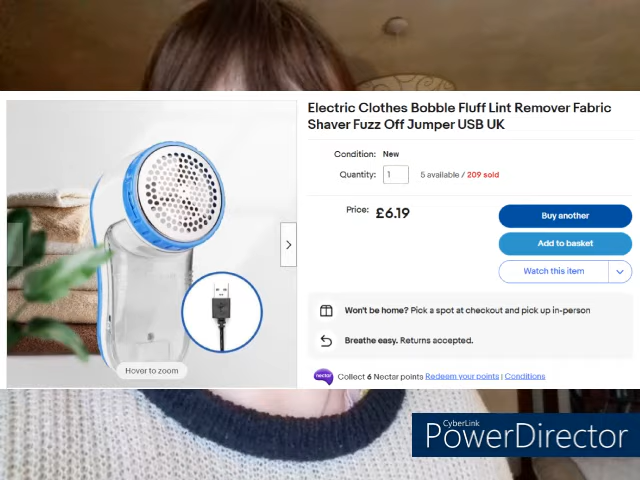 Electric Clothes Bobble Fluff Lint Remover Fabric
Shaver Fuzz Off Jumper USB UK
Condition: New
Quantity: 1 5 available / 209 sold
Price: £6.19
Buy another
Add to basket
Watch this item
Won't be home? Pick a spot at checkout and pick up in-person
Breathe easy. Returns accepted.
Hover to zoom
nectar Collect 6 Nectar points Redeem your points | Conditions
CyberLink
PowerDirector